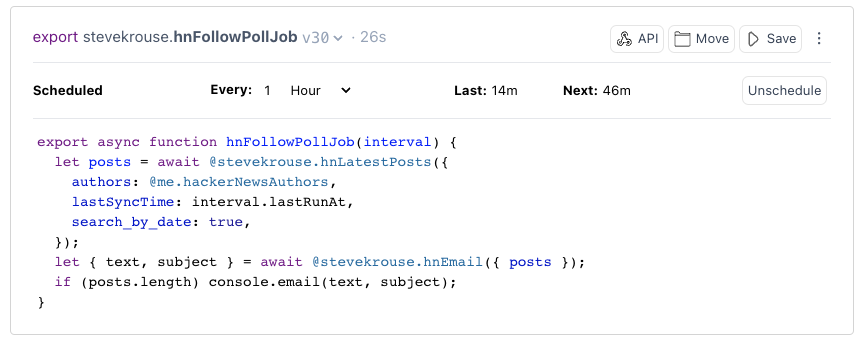 export stevekrouse.hnFollowPollJob v30 · 26s API Move Save
Scheduled Every: 1 Hour Last: 14m Next: 46m Unschedule
export async function hnFollowPollJob(interval) {
  let posts = await @stevekrouse.hnLatestPosts({
    authors: @me.hackerNewsAuthors,
    lastSyncTime: interval.lastRunAt,
    search_by_date: true,
  });
  let { text, subject } = await @stevekrouse.hnEmail({ posts });
  if (posts.length) console.email(text, subject);
}